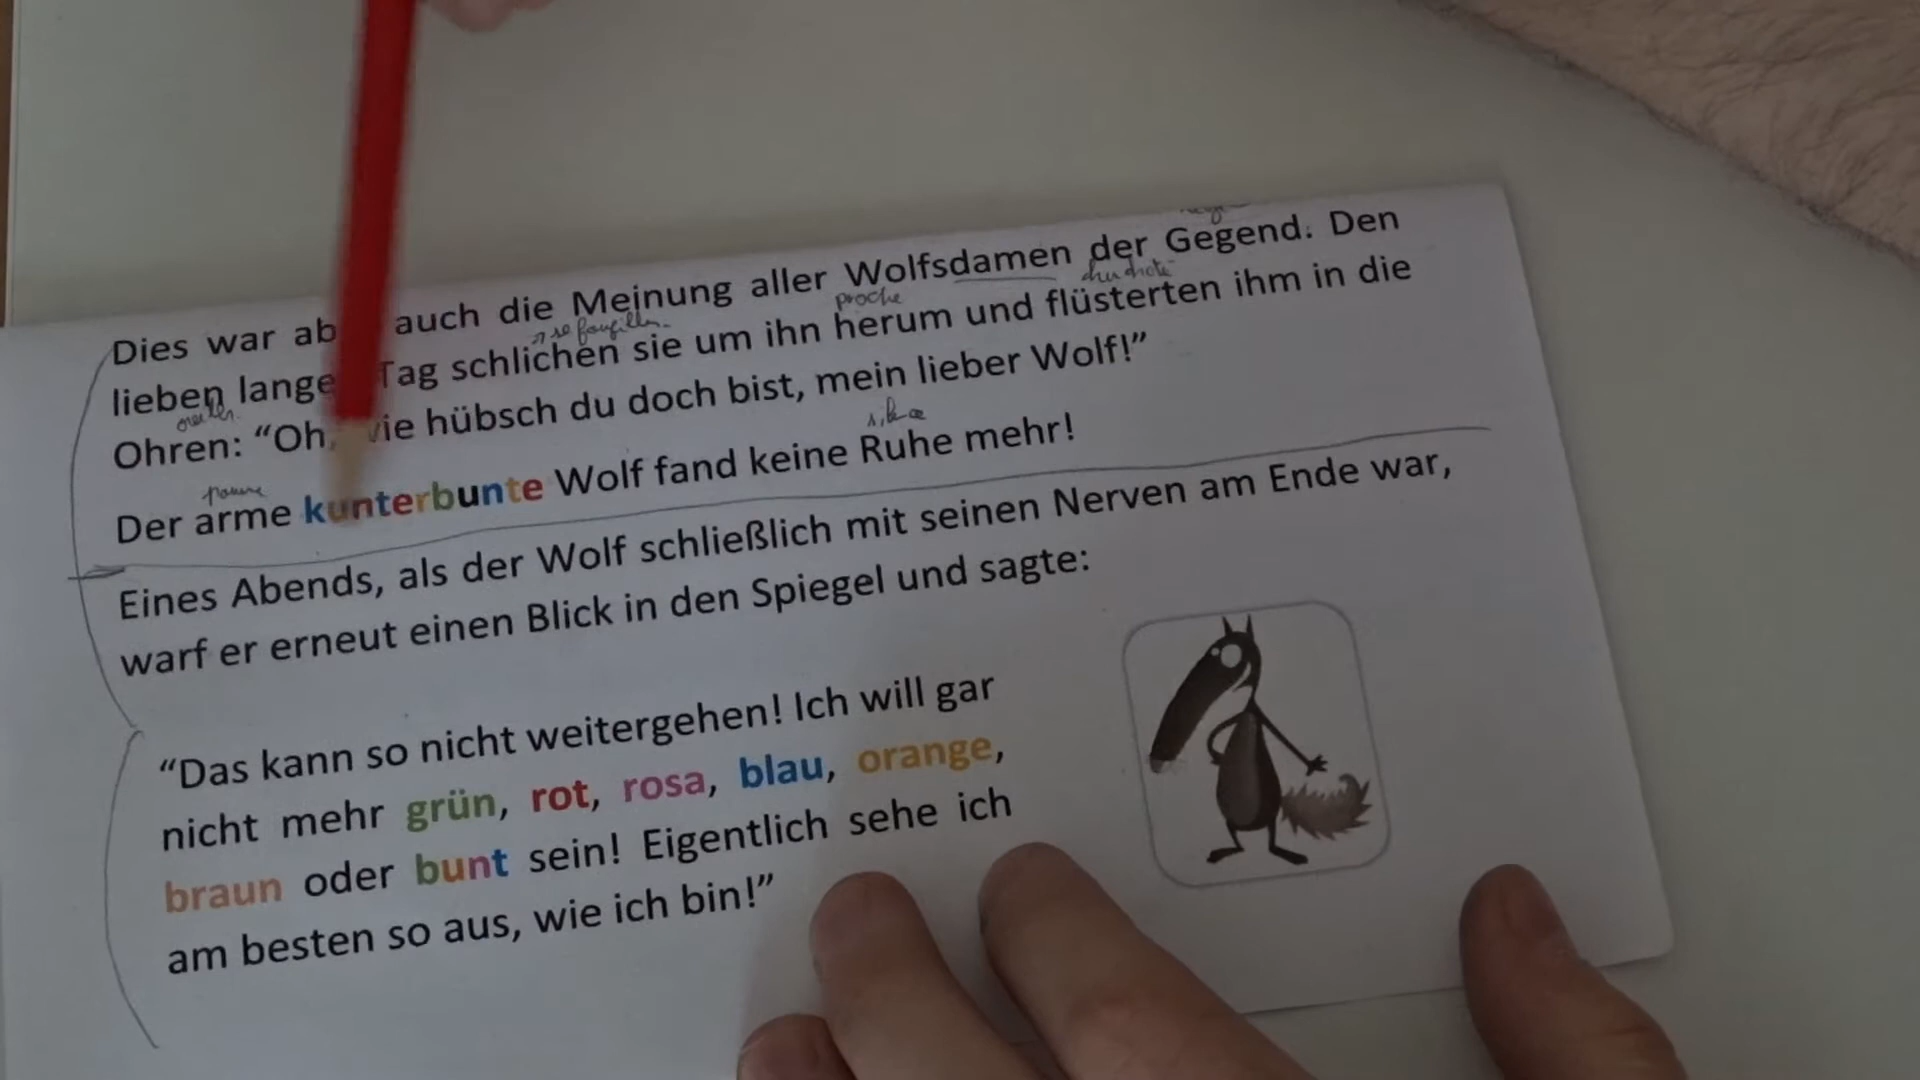 Dies war ab auch die Meinung aller Wolfsdamen der Gegend. Den
proche
lieben lange Tag schlichen sie um ihn herum und flüsterten ihm in die
Ohren: “Oh, wie hübsch du doch bist, mein lieber Wolf!”
Der arme kunterbunte Wolf fand keine Ruhe mehr!
Eines Abends, als der Wolf schließlich mit seinen Nerven am Ende war,
warf er erneut einen Blick in den Spiegel und sagte:
“Das kann so nicht weitergehen! Ich will gar
nicht mehr grün, rot, rosa, blau, orange,
braun oder bunt sein! Eigentlich sehe ich
am besten so aus, wie ich bin!”